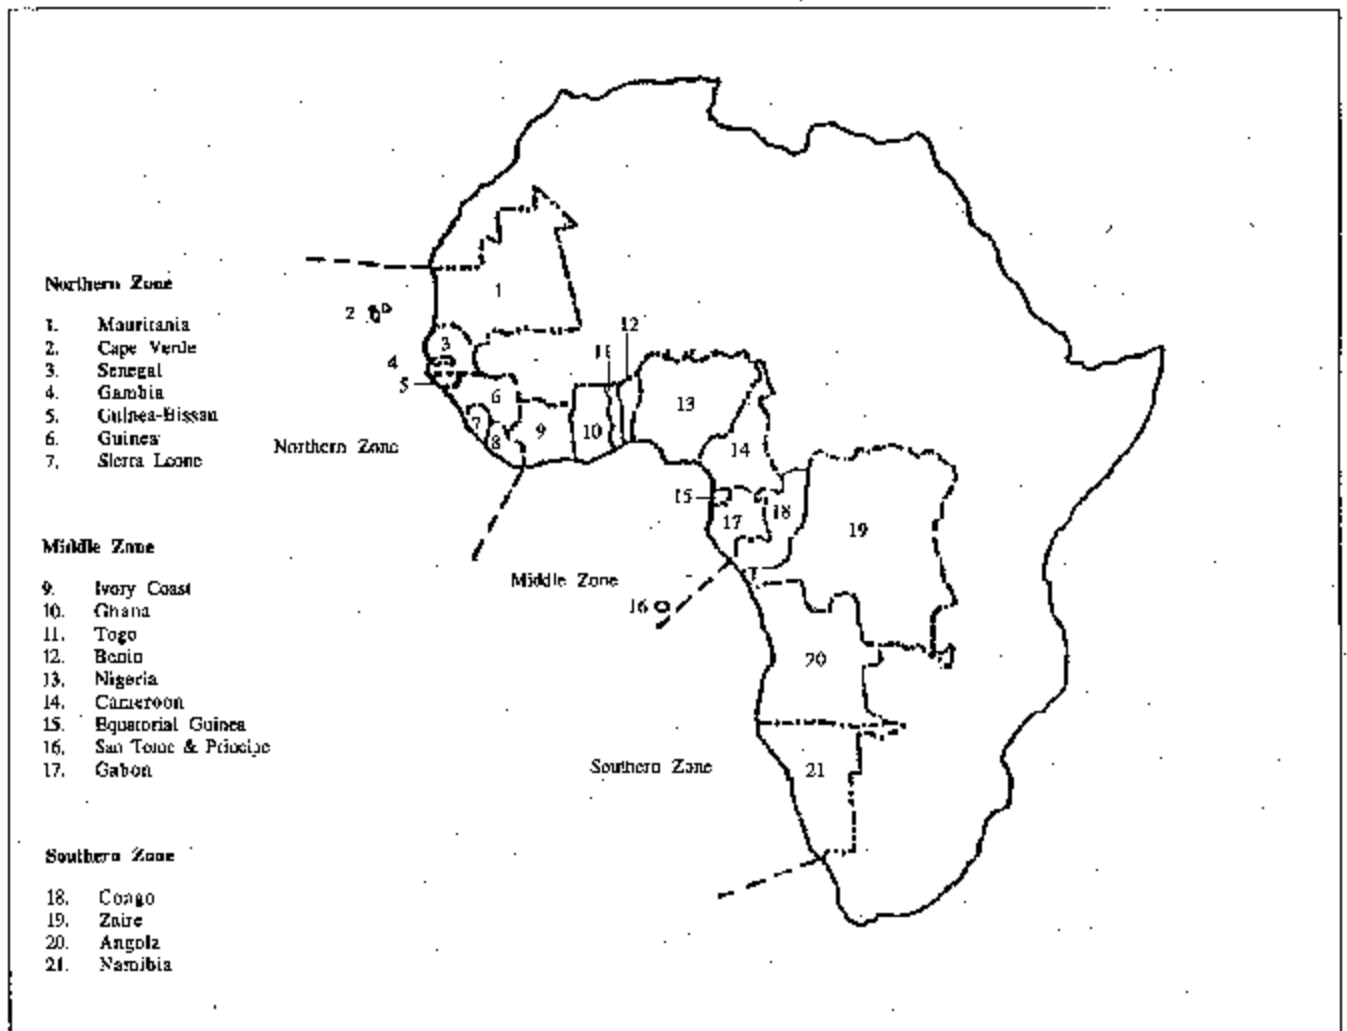 Northern Zone
1. Mauritania
2. Cape Verde
3. Senegal
4. Gambia
5. Guinea-Bissau
6. Guinea
7. Sierra Leone
Middle Zone
9. Ivory Coast
10. Ghana
11. Togo
12. Benin
13. Nigeria
14. Cameroon
15. Equatorial Guinea
16. San Tome & Principe
17. Gabon
Southern Zone
18. Congo
19. Zaire
20. Angola
21. Namibia
1
2
3
4
5
6
7
8
9
10
11
12
13
14
15
16
17
18
19
20
21
Northern Zone
Middle Zone
Southern Zone